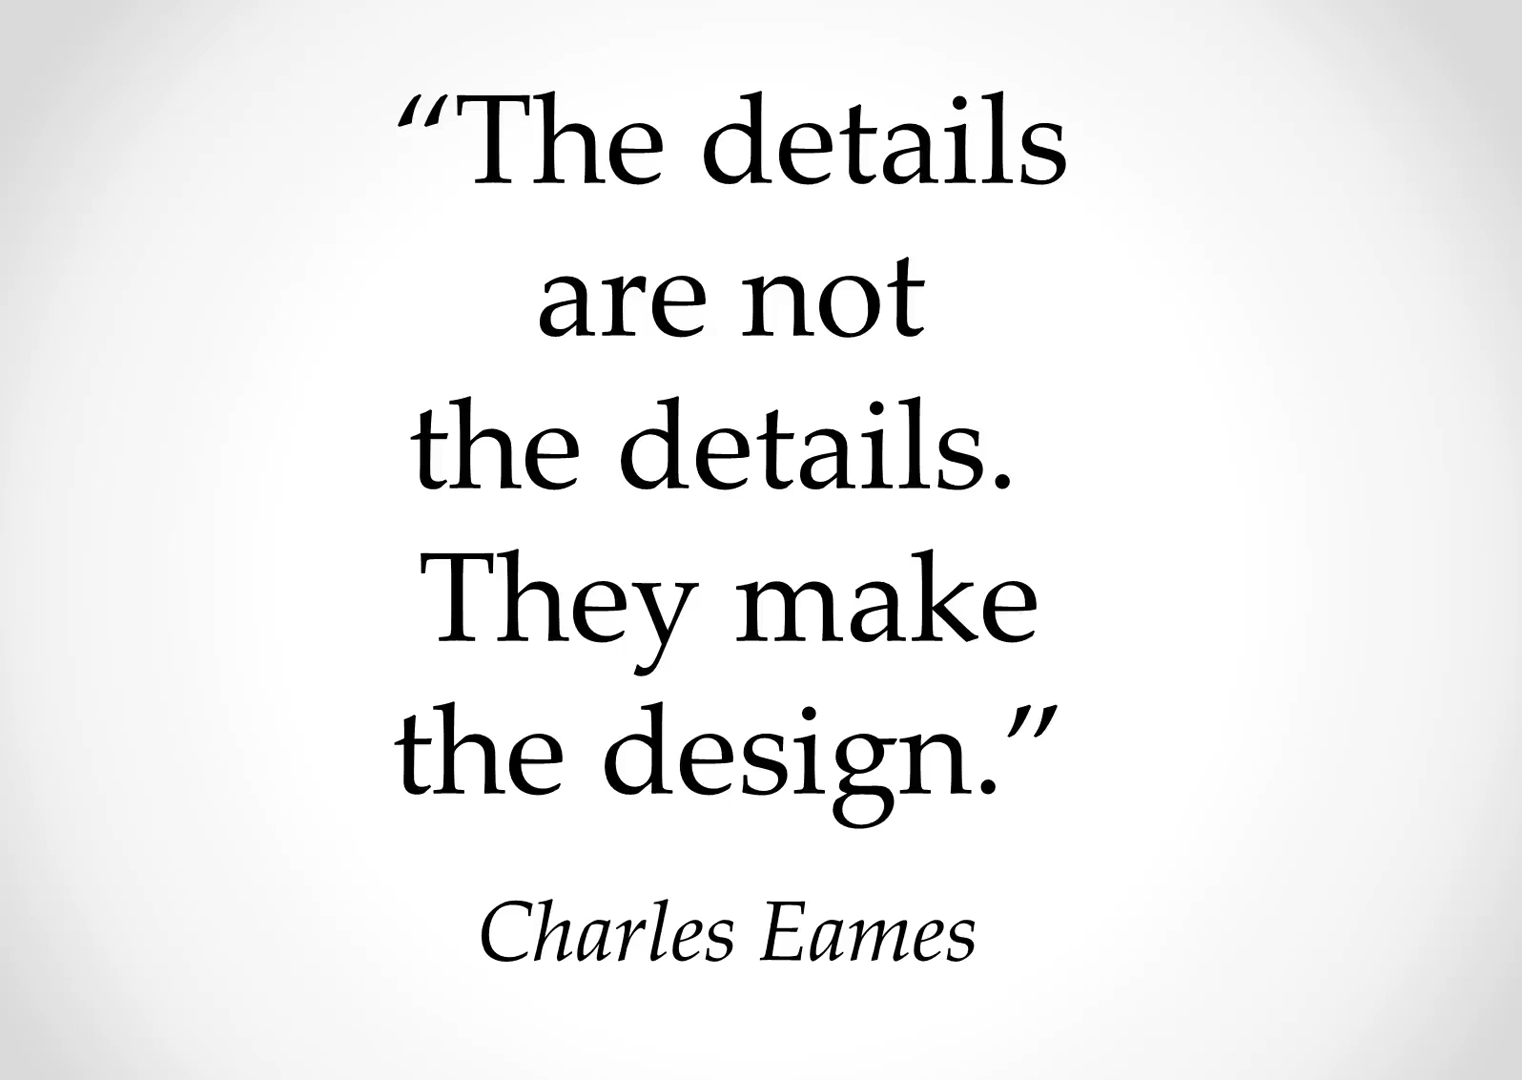 “The details
are not
the details.
They make
the design.”
Charles Eames